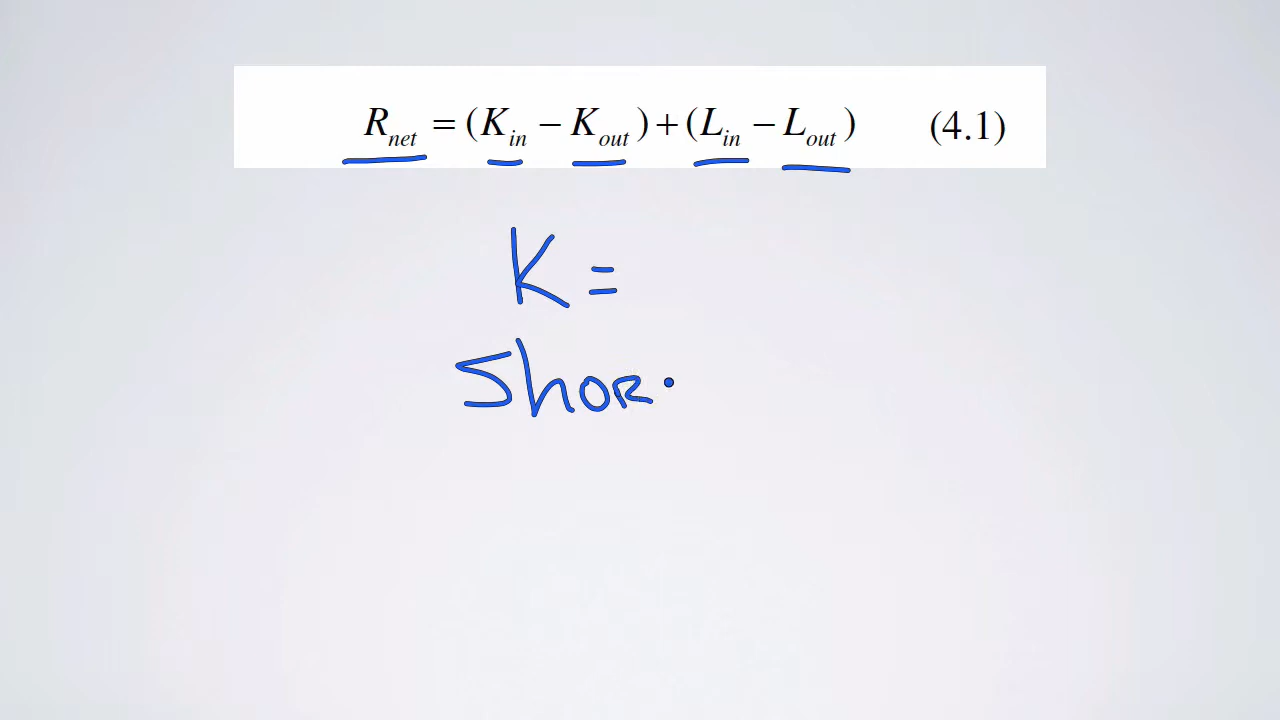 R_net = (K_in − K_out) + (L_in − L_out) (4.1)
K =
Shor